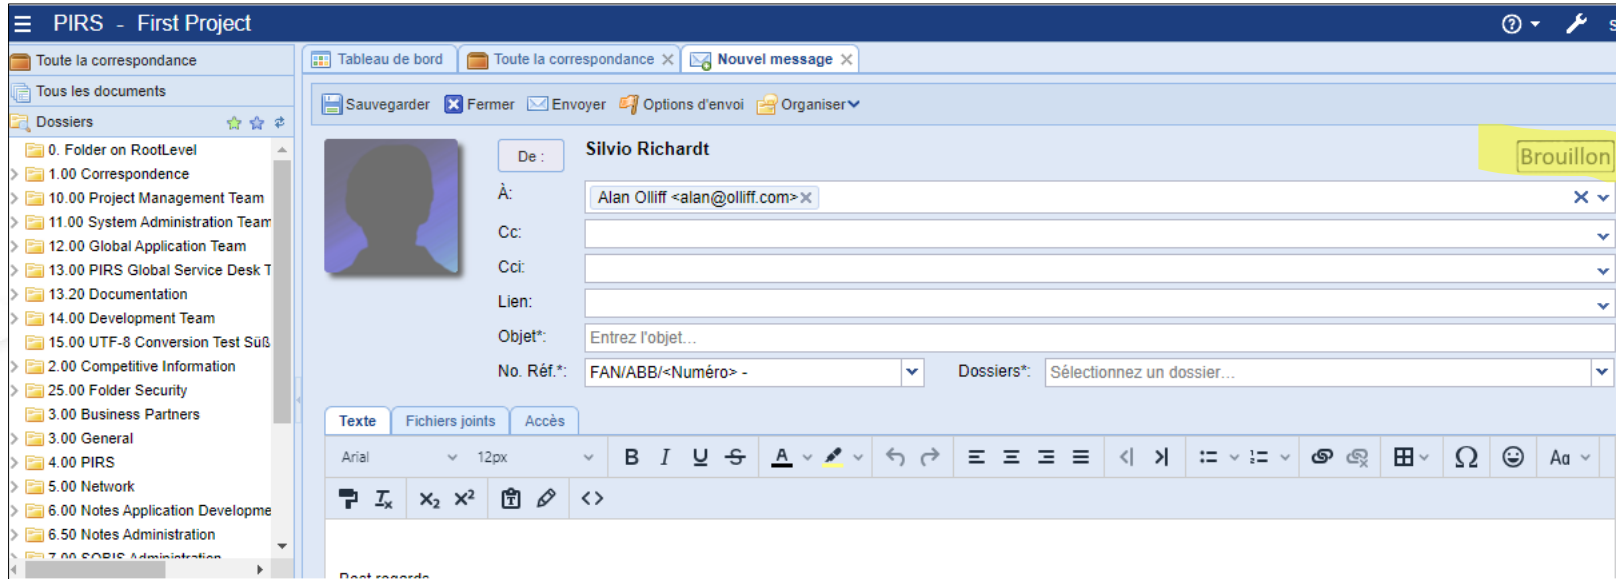 PIRS - First Project
Toute la correspondance
Tous les documents
Dossiers
0. Folder on RootLevel
1.00 Correspondence
10.00 Project Management Team
11.00 System Administration Team
12.00 Global Application Team
13.00 PIRS Global Service Desk T
13.20 Documentation
14.00 Development Team
15.00 UTF-8 Conversion Test Süß
2.00 Competitive Information
25.00 Folder Security
3.00 Business Partners
3.00 General
4.00 PIRS
5.00 Network
6.00 Notes Application Developme
6.50 Notes Administration
7.00 SOBIS Administration
Tableau de bord Toute la correspondance Nouvel message
Sauvegarder Fermer Envoyer Options d'envoi Organiser
De : Silvio Richardt Brouillon
À: Alan Olliff <alan@olliff.com>
Cc:
Cci:
Lien:
Objet*: Entrez l'objet...
No. Réf.*: FAN/ABB/<Numéro> - Dossiers*: Sélectionnez un dossier...
Texte Fichiers joints Accès
Arial 12px
Best regards